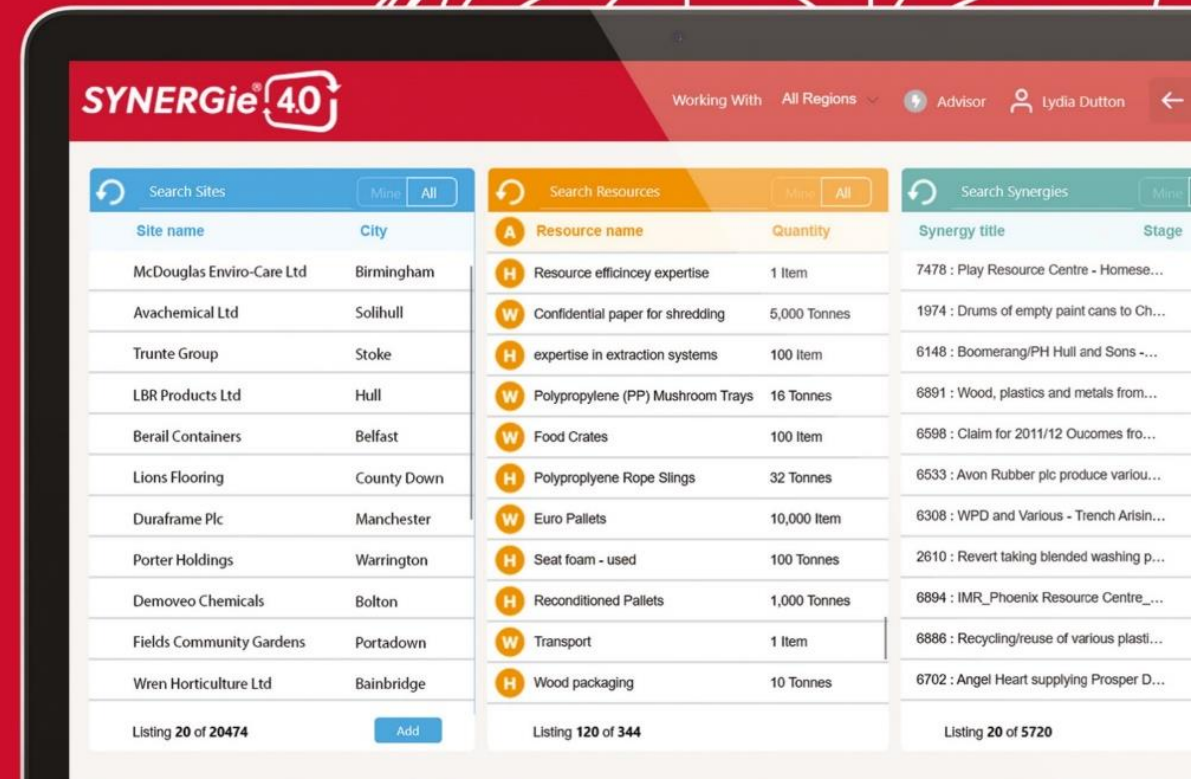 SYNERGie® 4.0
Working With All Regions Advisor Lydia Dutton
Search Sites Mine All
Site name City
McDouglas Enviro-Care Ltd Birmingham
Avachemical Ltd Solihull
Trunte Group Stoke
LBR Products Ltd Hull
Berail Containers Belfast
Lions Flooring County Down
Duraframe Plc Manchester
Porter Holdings Warrington
Demoveo Chemicals Bolton
Fields Community Gardens Portadown
Wren Horticulture Ltd Bainbridge
Listing 20 of 20474 Add
Search Resources Mine All
A Resource name Quantity
H Resource efficincey expertise 1 Item
W Confidential paper for shredding 5,000 Tonnes
H expertise in extraction systems 100 Item
W Polypropylene (PP) Mushroom Trays 16 Tonnes
W Food Crates 100 Item
H Polyproplyene Rope Slings 32 Tonnes
W Euro Pallets 10,000 Item
H Seat foam - used 100 Tonnes
H Reconditioned Pallets 1,000 Tonnes
W Transport 1 Item
H Wood packaging 10 Tonnes
Listing 120 of 344
Search Synergies Mine
Synergy title Stage
7478 : Play Resource Centre - Homese...
1974 : Drums of empty paint cans to Ch...
6148 : Boomerang/PH Hull and Sons -...
6891 : Wood, plastics and metals from...
6598 : Claim for 2011/12 Oucomes fro...
6533 : Avon Rubber plc produce variou...
6308 : WPD and Various - Trench Arisin...
2610 : Revert taking blended washing p...
6894 : IMR_Phoenix Resource Centre_...
6886 : Recycling/reuse of various plasti...
6702 : Angel Heart supplying Prosper D...
Listing 20 of 5720